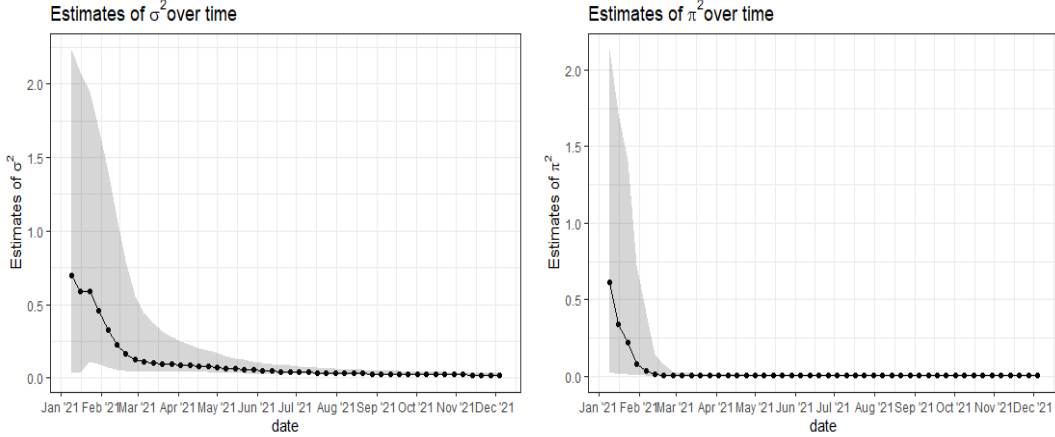 Estimates of σ²over time
Estimates of σ²
2.0
1.5
1.0
0.5
0.0
Jan '21 Feb '21 Mar '21 Apr '21 May '21 Jun '21 Jul '21 Aug '21 Sep '21 Oct '21 Nov '21 Dec '21
date
Estimates of π²over time
Estimates of π²
2.0
1.5
1.0
0.5
0.0
Jan '21 Feb '21 Mar '21 Apr '21 May '21 Jun '21 Jul '21 Aug '21 Sep '21 Oct '21 Nov '21 Dec '21
date